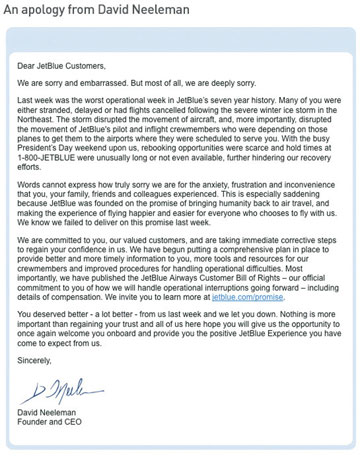 An apology from David Neeleman
Dear JetBlue Customers,
We are sorry and embarrassed. But most of all, we are deeply sorry.
Last week was the worst operational week in JetBlue's seven year history. Many of you were
either stranded, delayed or had flights cancelled following the severe winter ice storm in the
Northeast. The storm disrupted the movement of aircraft, and, more importantly, disrupted
the movement of JetBlue's pilot and inflight crewmembers who were depending on those
planes to get them to the airports where they were scheduled to serve you. With the busy
President's Day weekend upon us, rebooking opportunities were scarce and hold times at
1-800-JETBLUE were unusually long or not even available, further hindering our recovery
efforts.
Words cannot express how truly sorry we are for the anxiety, frustration and inconvenience
that you, your family, friends and colleagues experienced. This is especially saddening
because JetBlue was founded on the promise of bringing humanity back to air travel, and
making the experience of flying happier and easier for everyone who chooses to fly with us.
We know we failed to deliver on this promise last week.
We are committed to you, our valued customers, and are taking immediate corrective steps
to regain your confidence in us. We have begun putting a comprehensive plan in place to
provide better and more timely information to you, more tools and resources for our
crewmembers and improved procedures for handling operational difficulties. Most
importantly, we have published the JetBlue Airways Customer Bill of Rights – our official
commitment to you of how we will handle operational interruptions going forward – including
details of compensation. We invite you to learn more at jetblue.com/promise.
You deserved better - a lot better - from us last week and we let you down. Nothing is more
important than regaining your trust and all of us here hope you will give us the opportunity to
once again welcome you onboard and provide you the positive JetBlue Experience you have
come to expect from us.
Sincerely,
D Neeleman
David Neeleman
Founder and CEO